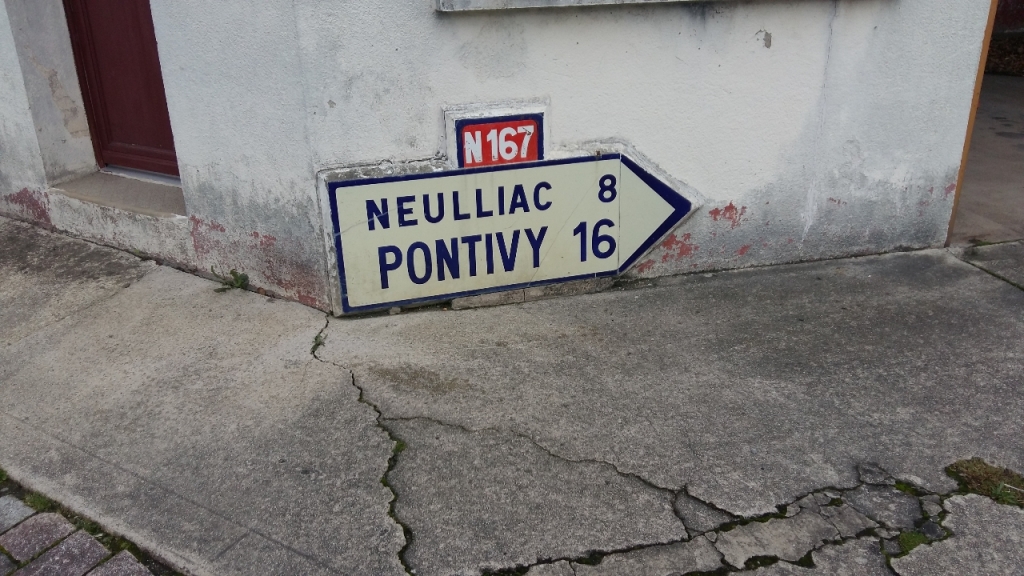 N 167
NEULLIAC 8
PONTIVY 16